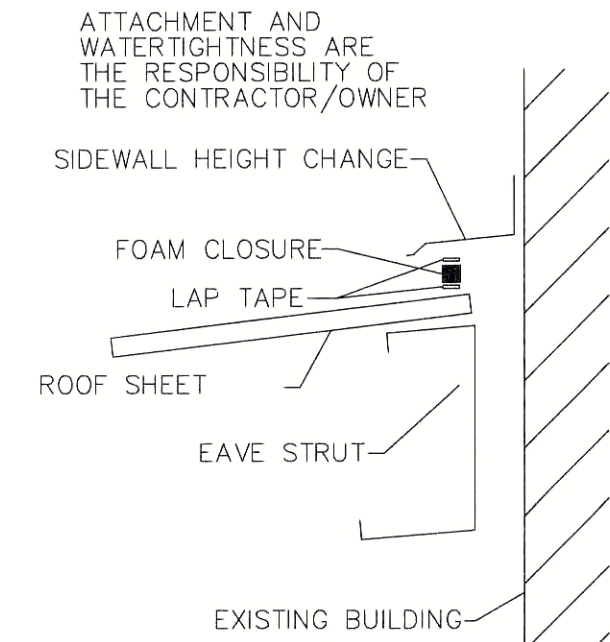 ATTACHMENT AND
WATERTIGHTNESS ARE
THE RESPONSIBILITY OF
THE CONTRACTOR/OWNER
SIDEWALL HEIGHT CHANGE
FOAM CLOSURE
LAP TAPE
ROOF SHEET
EAVE STRUT
EXISTING BUILDING